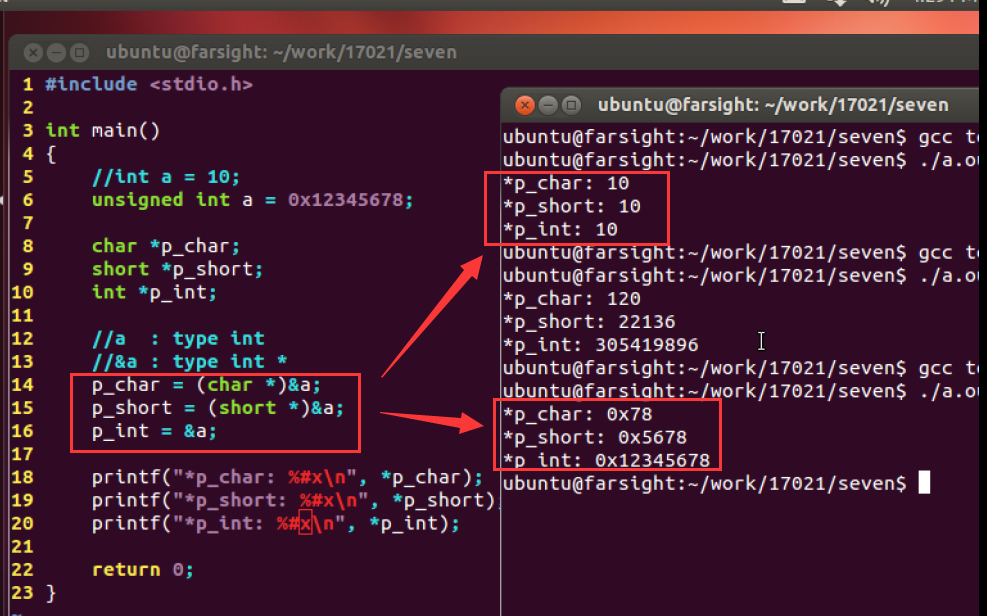 ubuntu@farsight: ~/work/17021/seven
1 #include <stdio.h>
2
3 int main()
4 {
5     //int a = 10;
6     unsigned int a = 0x12345678;
7
8     char *p_char;
9     short *p_short;
10     int *p_int;
11
12     //a  : type int
13     //&a : type int *
14     p_char = (char *)&a;
15     p_short = (short *)&a;
16     p_int = &a;
17
18     printf("*p_char: %#x\n", *p_char);
19     printf("*p_short: %#x\n", *p_short)
20     printf("*p_int: %#x\n", *p_int);
21
22     return 0;
23 }
ubuntu@farsight: ~/work/17021/seven
ubuntu@farsight:~/work/17021/seven$ gcc
ubuntu@farsight:~/work/17021/seven$
*p_char: 10
*p_short: 10
*p_int: 10
ubuntu@farsight:~/work/17021/seven$ gcc
ubuntu@farsight:~/work/17021/seven$
*p_char: 120
*p_short: 22136
*p_int: 305419896
ubuntu@farsight:~/work/17021/seven$ gcc
ubuntu@farsight:~/work/17021/seven$
*p_char: 0x78
*p_short: 0x5678
*p_int: 0x12345678
ubuntu@farsight:~/work/17021/seven$